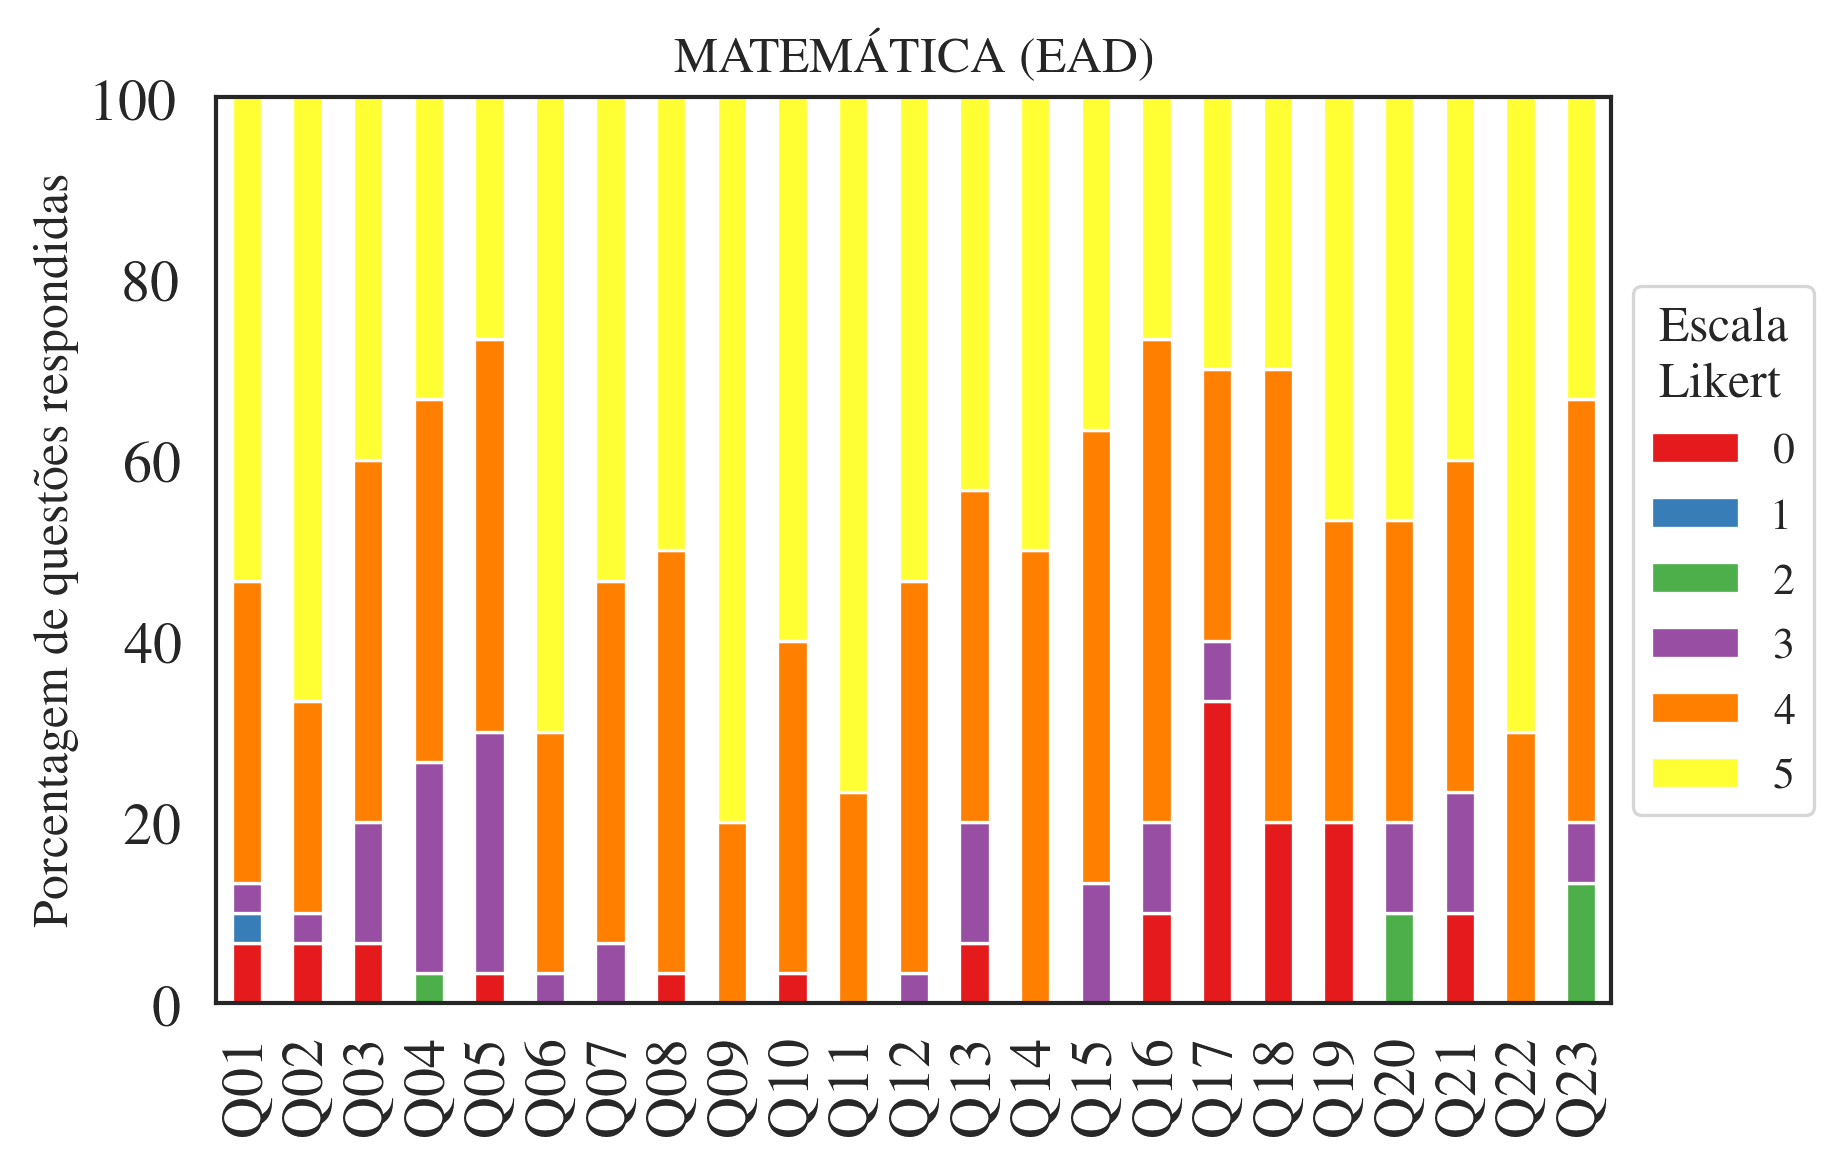 MATEMÁTICA (EAD)
Porcentagem de questões respondidas
100
80
60
40
20
0
Q01
Q02
Q03
Q04
Q05
Q06
Q07
Q08
Q09
Q10
Q11
Q12
Q13
Q14
Q15
Q16
Q17
Q18
Q19
Q20
Q21
Q22
Q23
Escala
Likert
0
1
2
3
4
5